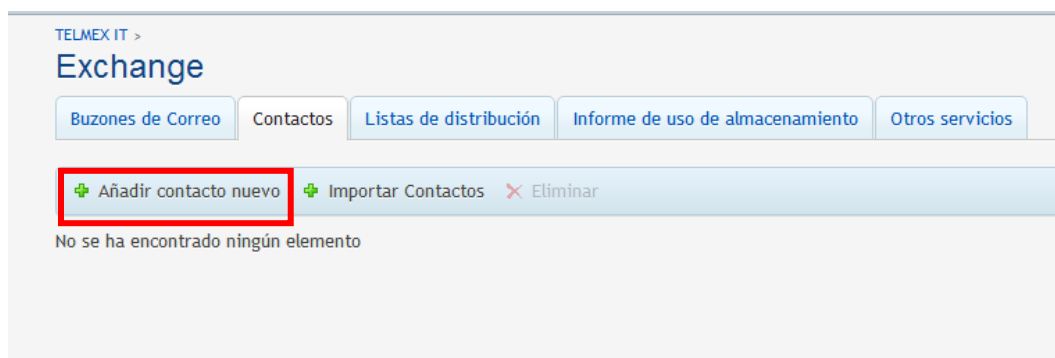 TELMEX IT >
Exchange
Buzones de Correo Contactos Listas de distribución Informe de uso de almacenamiento Otros servicios
Añadir contacto nuevo Importar Contactos Eliminar
No se ha encontrado ningún elemento